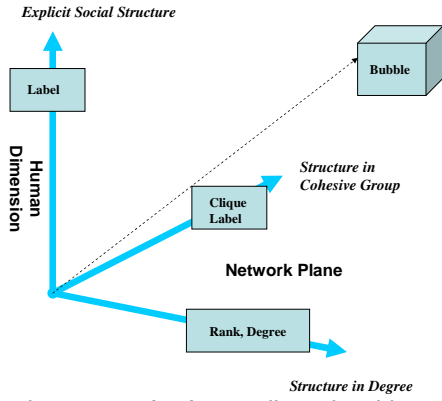 Explicit Social Structure
Label
Bubble
Human
Dimension
Structure in
Cohesive Group
Clique
Label
Network Plane
Rank, Degree
Structure in Degree